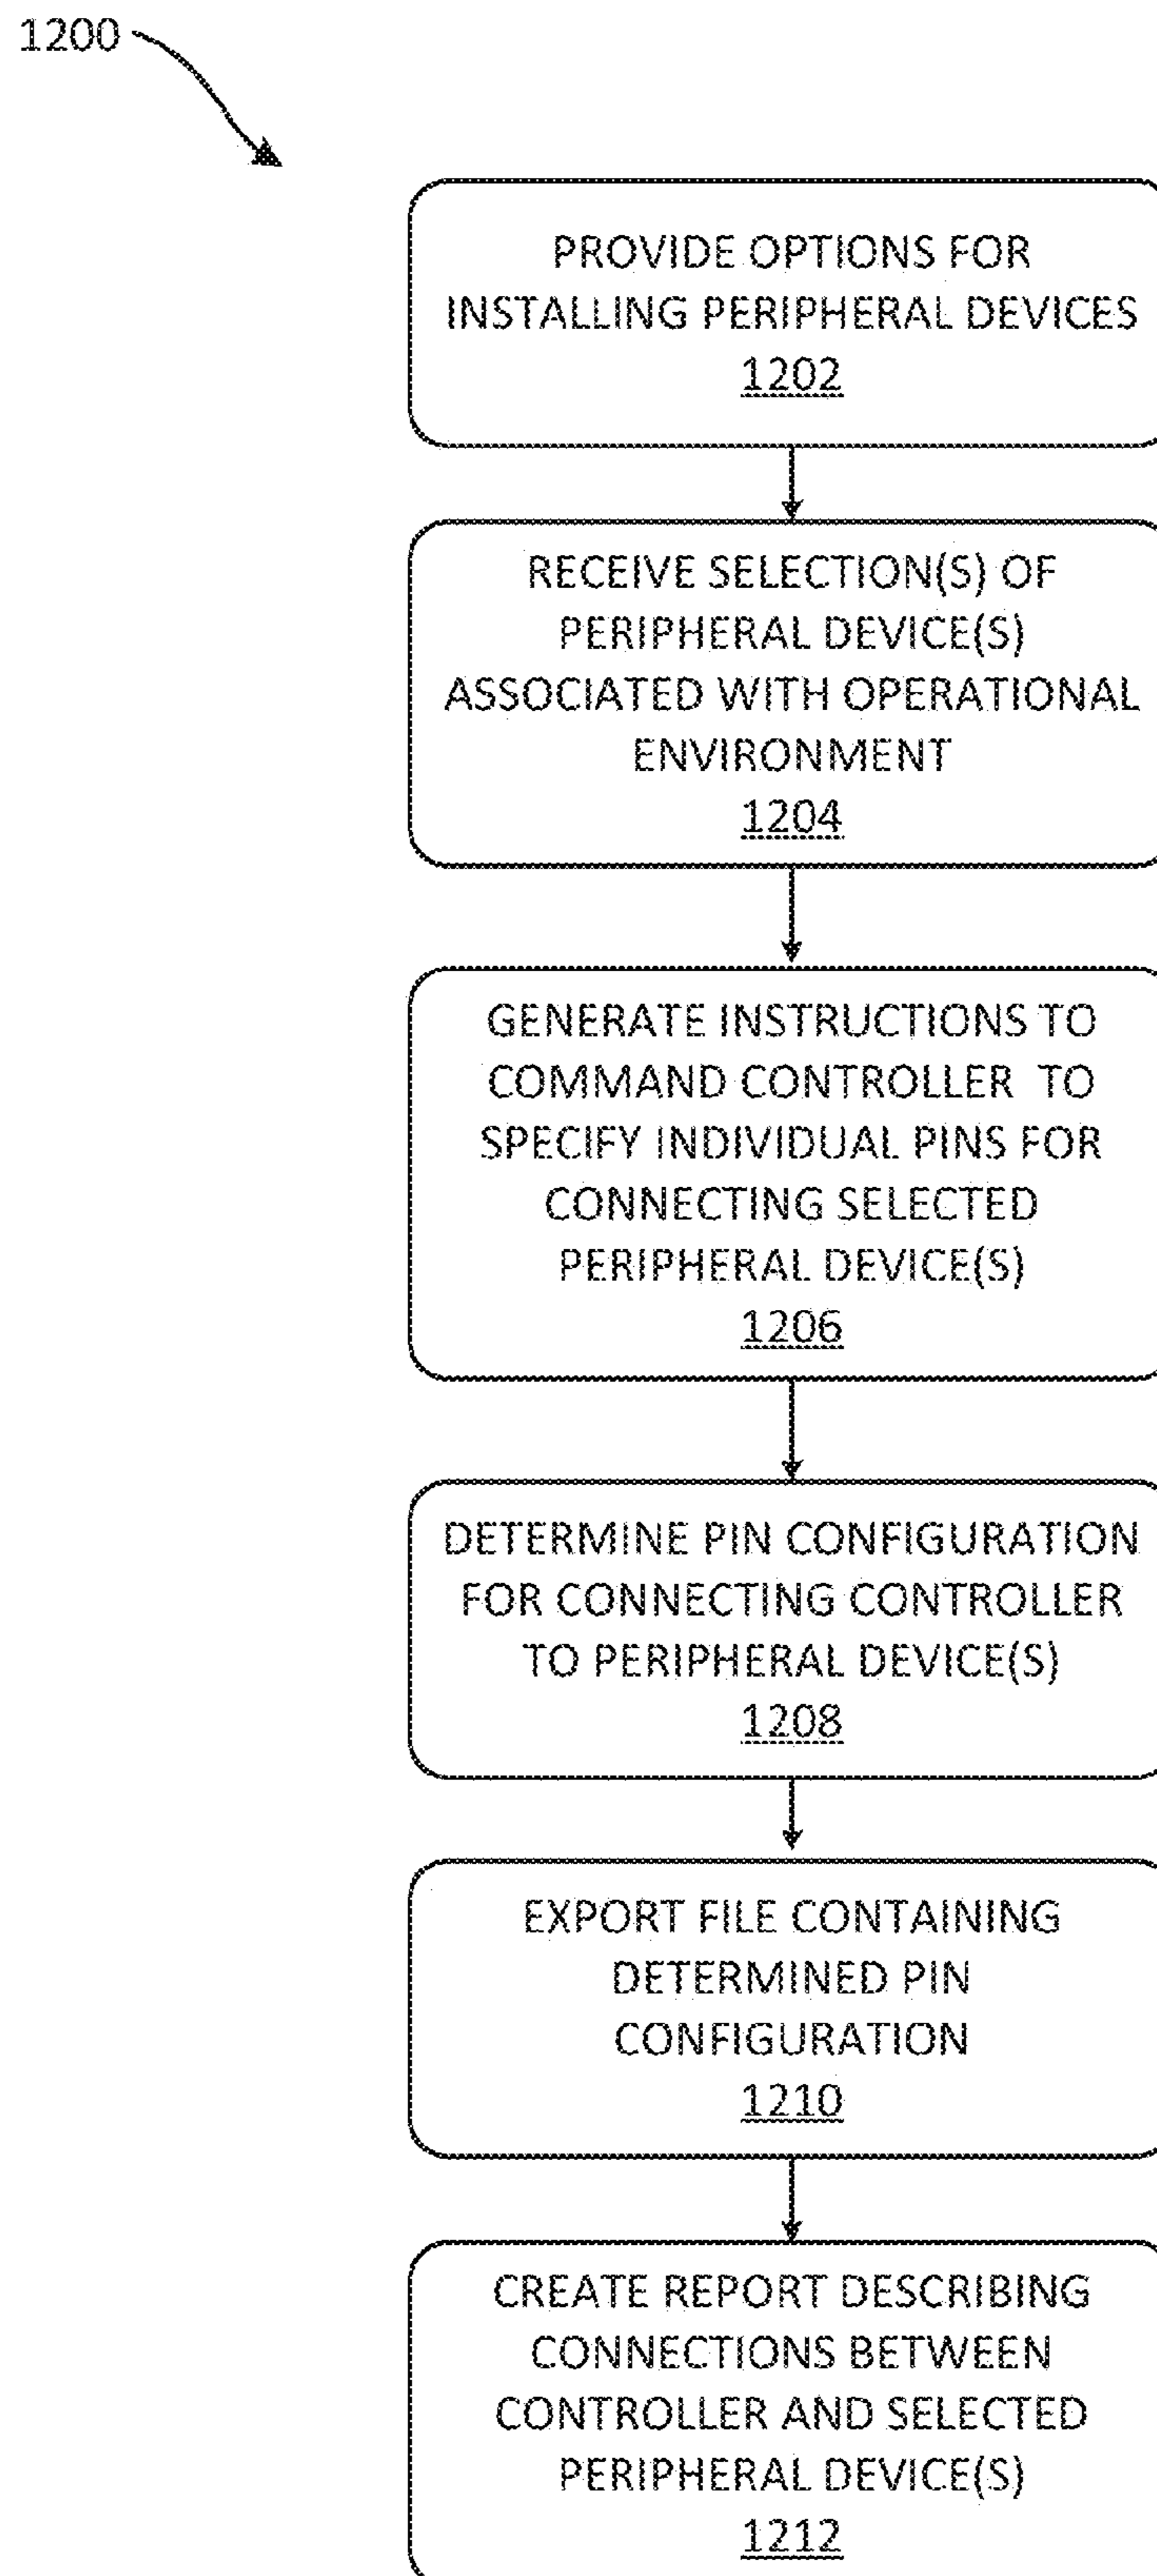 1200
PROVIDE OPTIONS FOR
INSTALLING PERIPHERAL DEVICES
1202
RECEIVE SELECTION(S) OF
PERIPHERAL DEVICE(S)
ASSOCIATED WITH OPERATIONAL
ENVIRONMENT
1204
GENERATE INSTRUCTIONS TO
COMMAND CONTROLLER TO
SPECIFY INDIVIDUAL PINS FOR
CONNECTING SELECTED
PERIPHERAL DEVICE(S)
1206
DETERMINE PIN CONFIGURATION
FOR CONNECTING CONTROLLER
TO PERIPHERAL DEVICE(S)
1208
EXPORT FILE CONTAINING
DETERMINED PIN
CONFIGURATION
1210
CREATE REPORT DESCRIBING
CONNECTIONS BETWEEN
CONTROLLER AND SELECTED
PERIPHERAL DEVICE(S)
1212